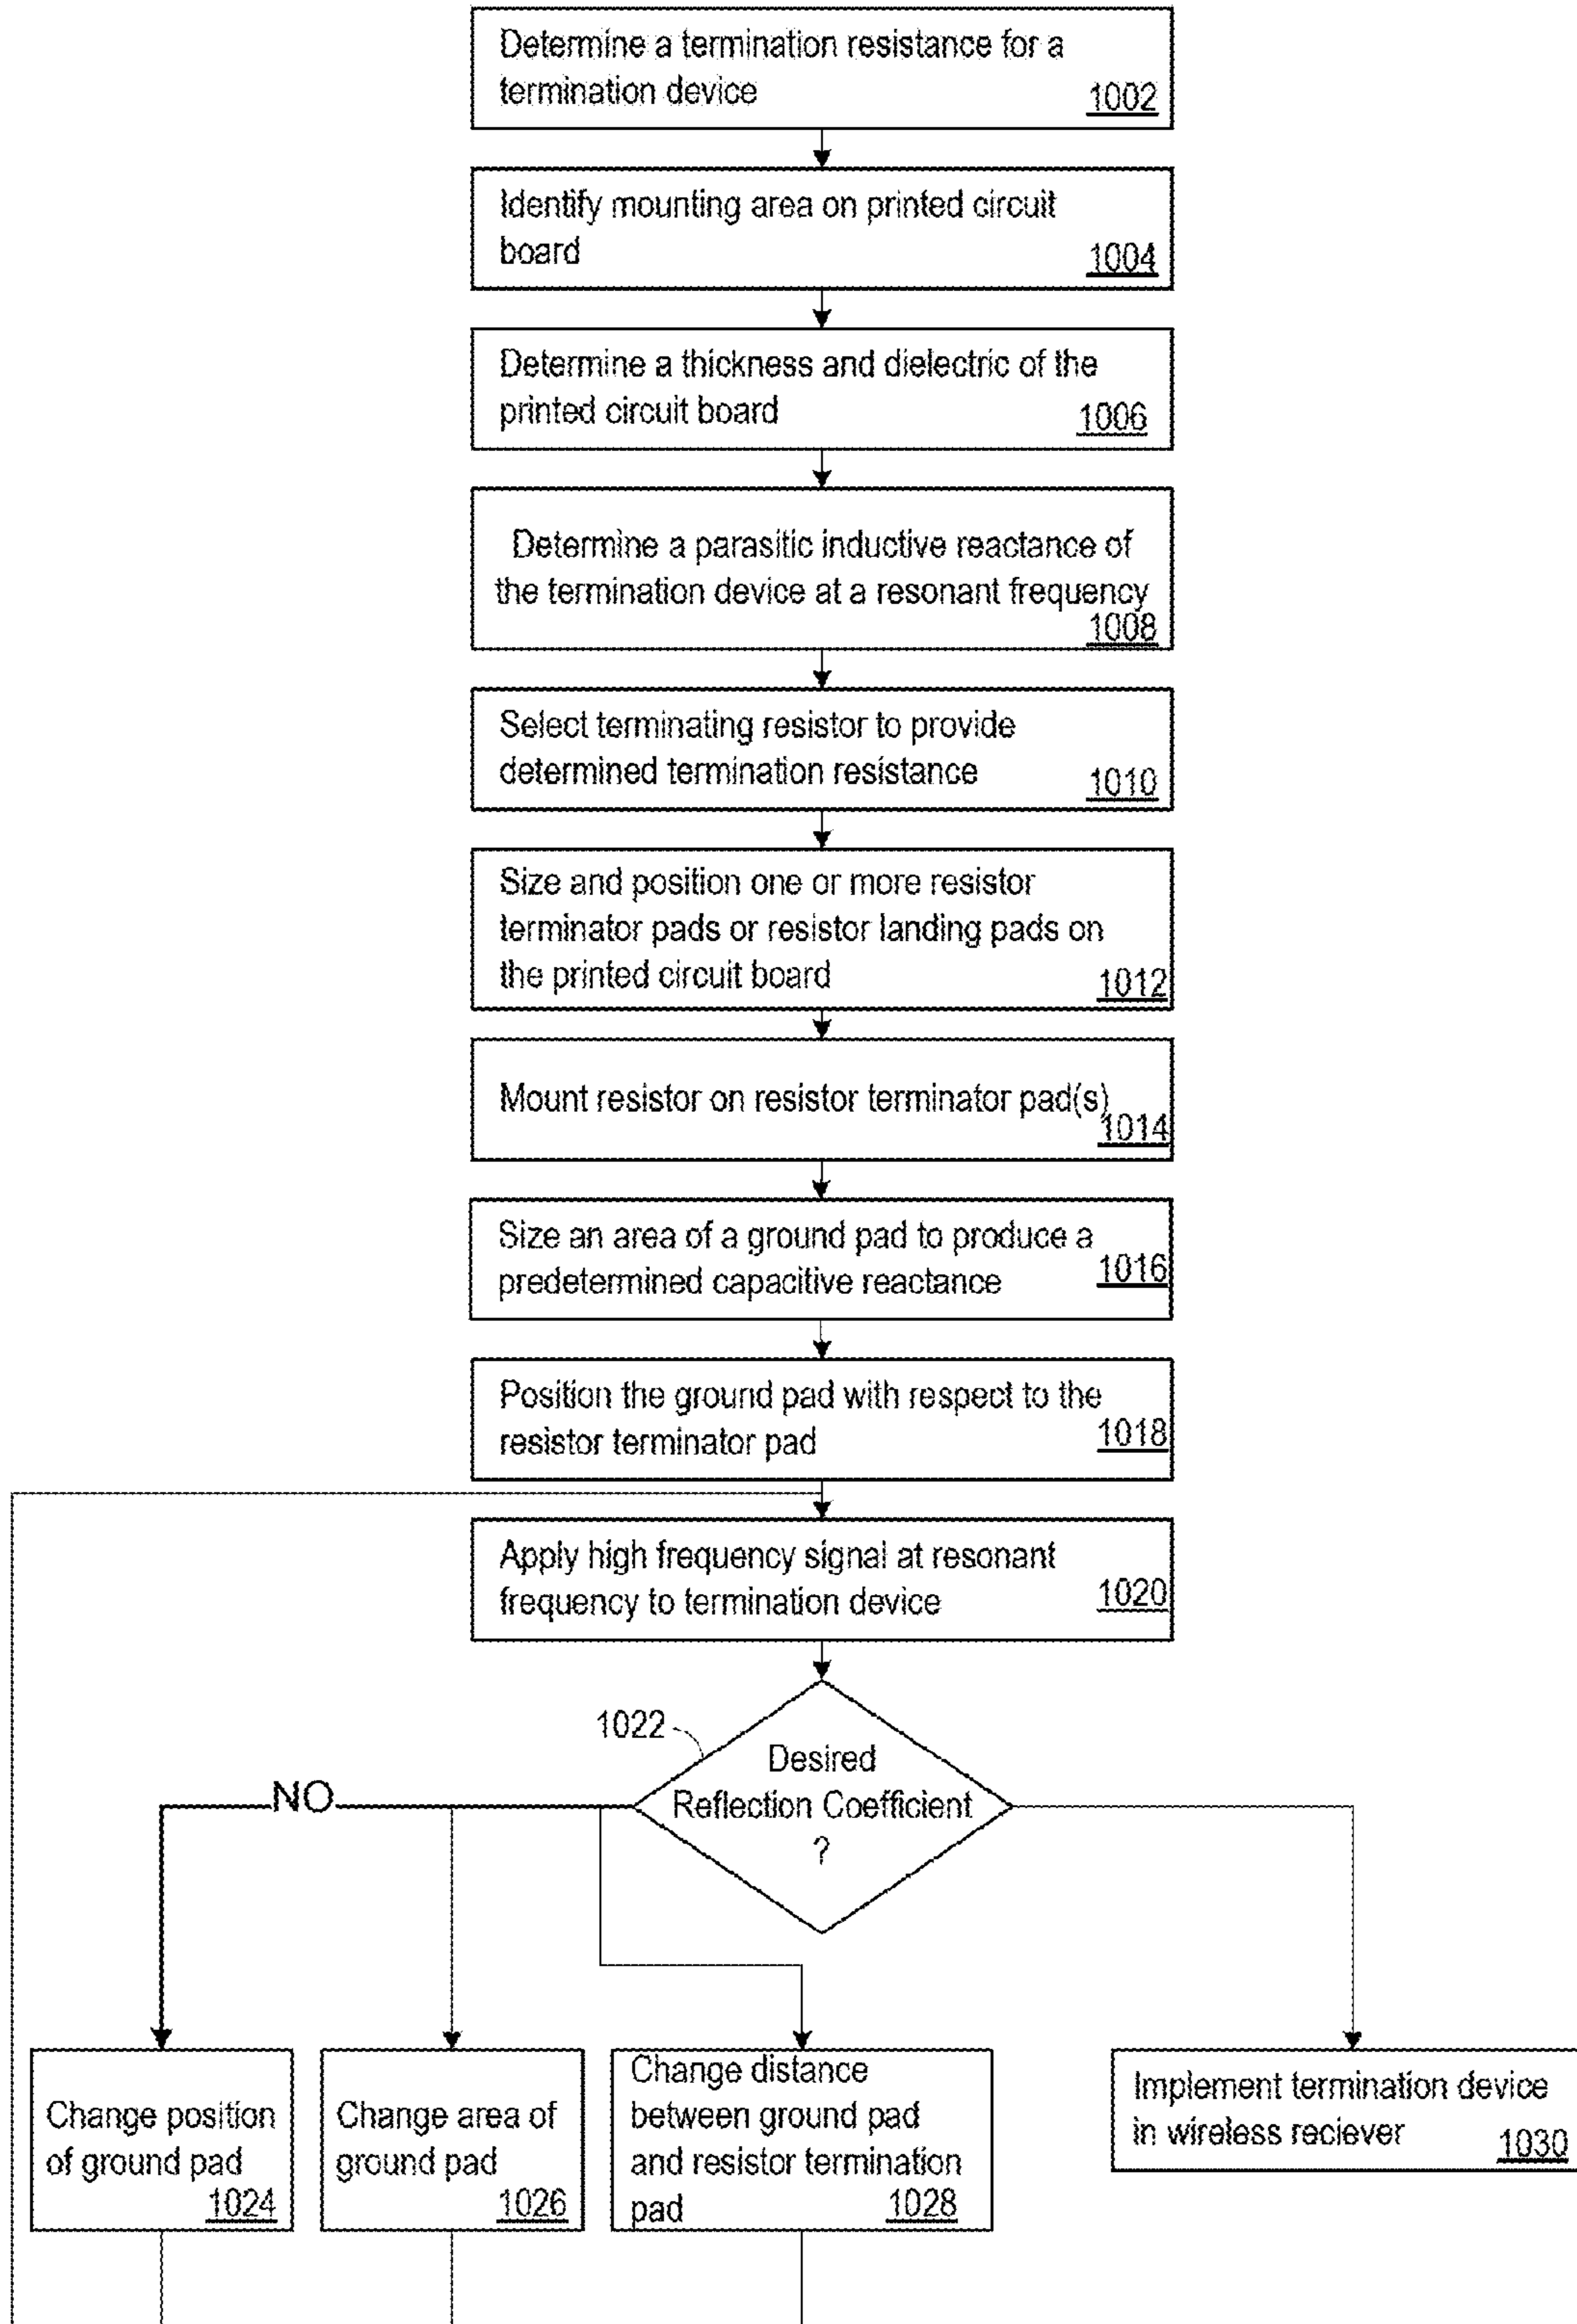 Determine a termination resistance for a
termination device
1002
Identify mounting area on printed circuit
board
1004
Determine a thickness and dielectric of the
printed circuit board
1006
Determine a parasitic inductive reactance of
the termination device at a resonant frequency
1008
Select terminating resistor to provide
determined termination resistance
1010
Size and position one or more resistor
terminator pads or resistor landing pads on
the printed circuit board
1012
Mount resistor on resistor terminator pad(s)
1014
Size an area of a ground pad to produce a
predetermined capacitive reactance
1016
Position the ground pad with respect to the
resistor terminator pad
1018
Apply high frequency signal at resonant
frequency to termination device
1020
1022
Desired
Reflection Coefficient
?
NO
Change position
of ground pad
1024
Change area of
ground pad
1026
Change distance
between ground pad
and resistor termination
pad
1028
Implement termination device
in wireless reciever
1030